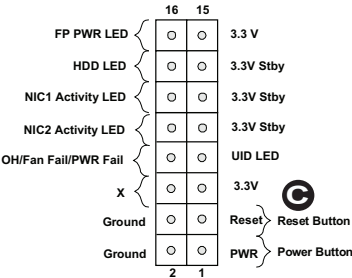 16 15
FP PWR LED 3.3 V
HDD LED 3.3V Stby
NIC1 Activity LED 3.3V Stby
NIC2 Activity LED 3.3V Stby
OH/Fan Fail/PWR Fail UID LED
X 3.3V
C
Ground Reset Reset Button
Ground PWR Power Button
2 1